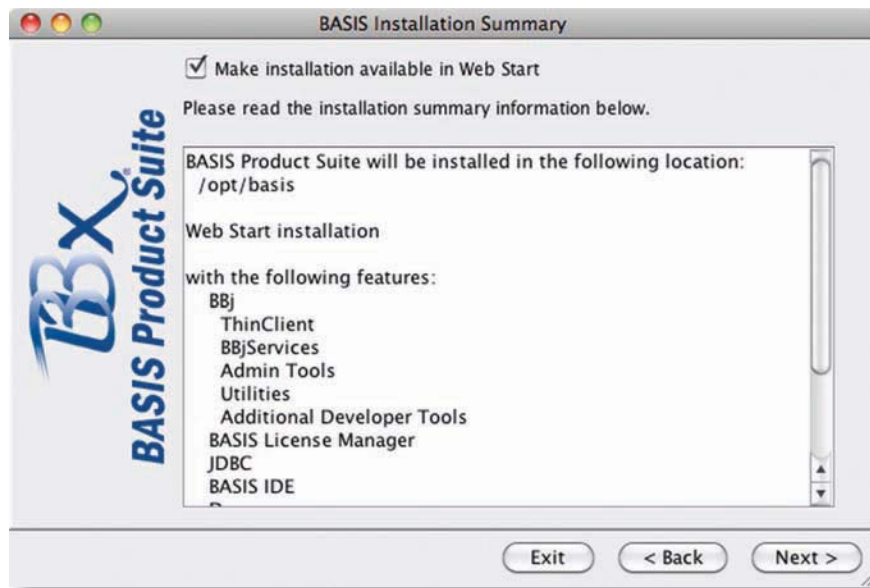 BASIS Installation Summary
Make installation available in Web Start
Please read the installation summary information below.
BASIS Product Suite will be installed in the following location:
/opt/basis
Web Start installation
with the following features:
BBj
ThinClient
BBjServices
Admin Tools
Utilities
Additional Developer Tools
BASIS License Manager
JDBC
BASIS IDE
BBx®
BASIS Product Suite
Exit
< Back
Next >